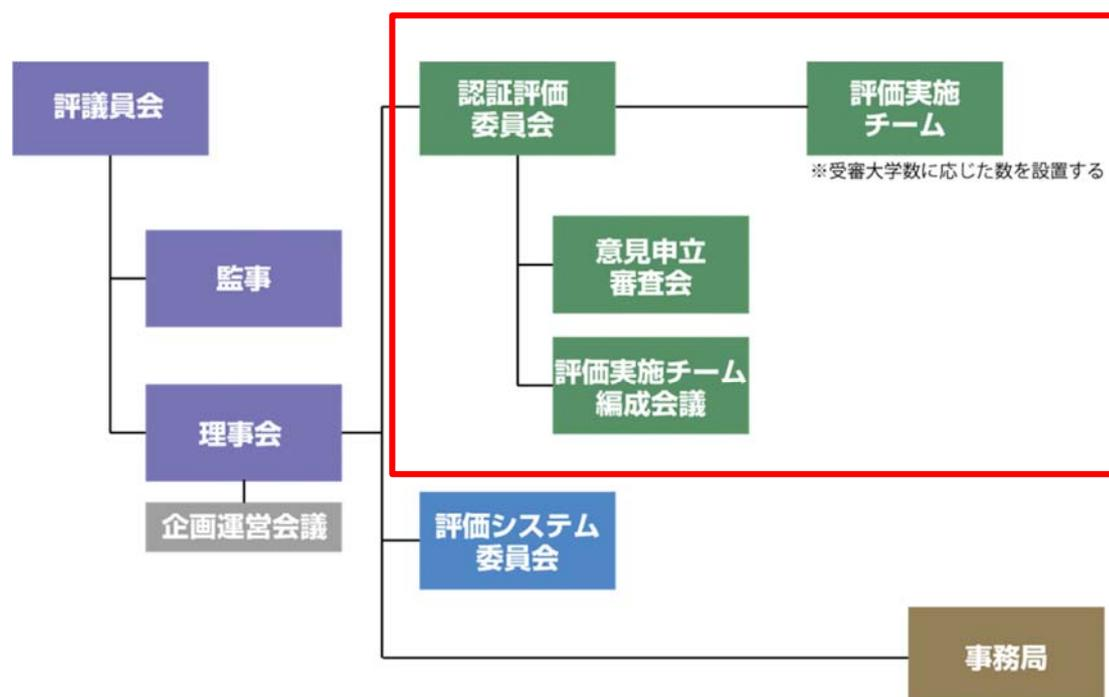 評議員会
監事
理事会
企画運営会議
認証評価
委員会
評価実施
チーム
※受審大学数に応じた数を設置する
意見申立
審査会
評価実施チーム
編成会議
評価システム
委員会
事務局